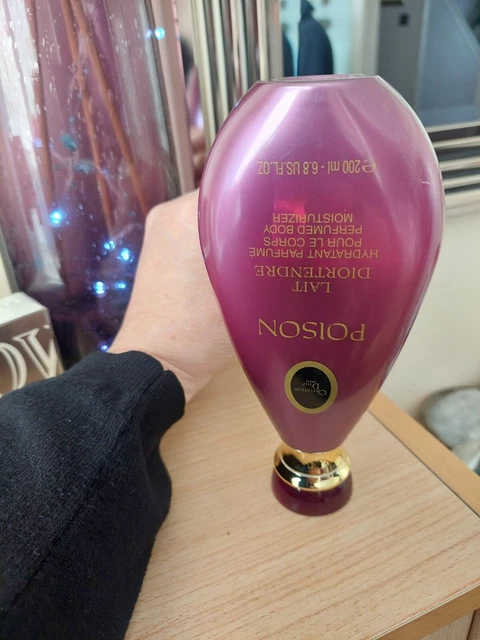 Christian
Dior
POISON
LAIT
DIORTENDRE
HYDRATANT PARFUMÉ
POUR LE CORPS
PERFUMED BODY
MOISTURIZER
℮ 200 ml - 6.8 US.FL.OZ